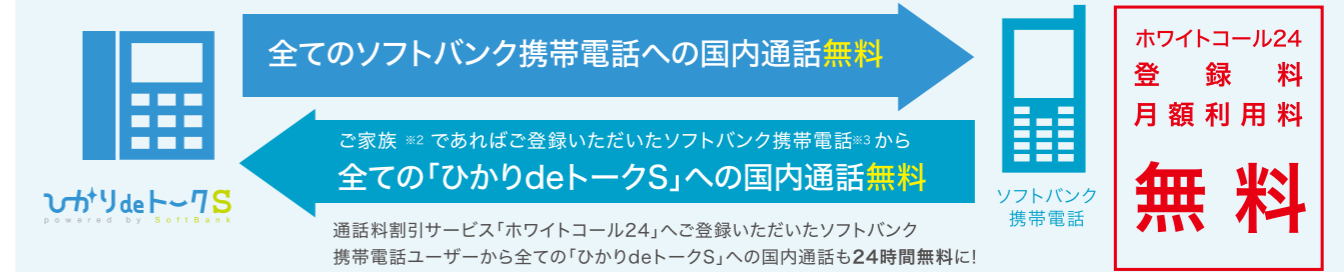 全てのソフトバンク携帯電話への国内通話無料
ご家族 ※2 であればご登録いただいたソフトバンク携帯電話※3 から
全ての「ひかりdeトークS」への国内通話無料
ひかりdeトークS
powered by SoftBank
通話料割引サービス「ホワイトコール24」へご登録いただいたソフトバンク
携帯電話ユーザーから全ての「ひかりdeトークS」への国内通話も24時間無料に!
ソフトバンク
携帯電話
ホワイトコール24
登録料
月額利用料
無料